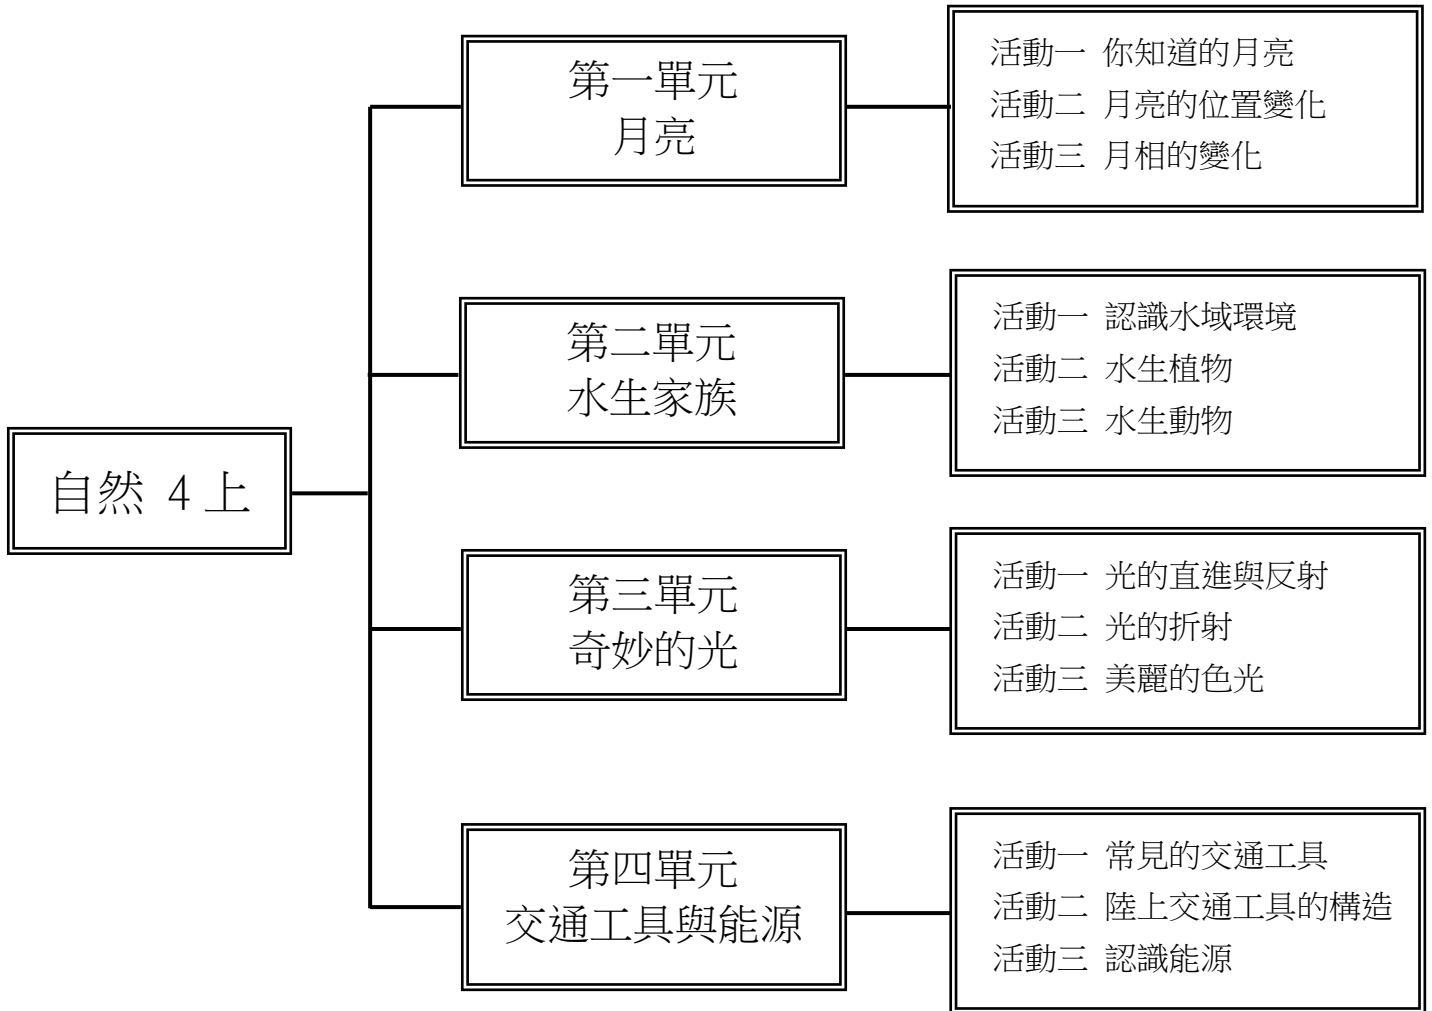 自然 4 上
第一單元
月亮
活動一 你知道的月亮
活動二 月亮的位置變化
活動三 月相的變化
第二單元
水生家族
活動一 認識水域環境
活動二 水生植物
活動三 水生動物
第三單元
奇妙的光
活動一 光的直進與反射
活動二 光的折射
活動三 美麗的色光
第四單元
交通工具與能源
活動一 常見的交通工具
活動二 陸上交通工具的構造
活動三 認識能源